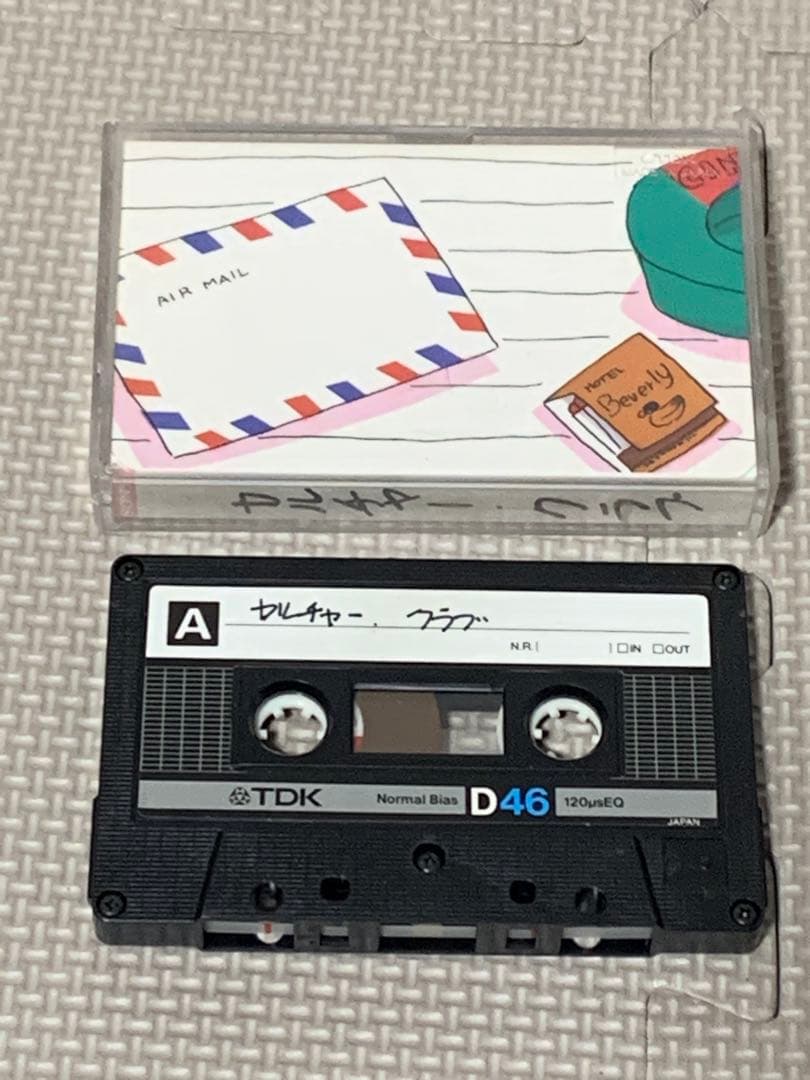 AIR MAIL
HOTEL
Beverly
カルチャー. クラブ
A カルチャー. クラブ
N.R.[ ] □IN □OUT
TDK Normal Bias D46 120μsEQ
JAPAN